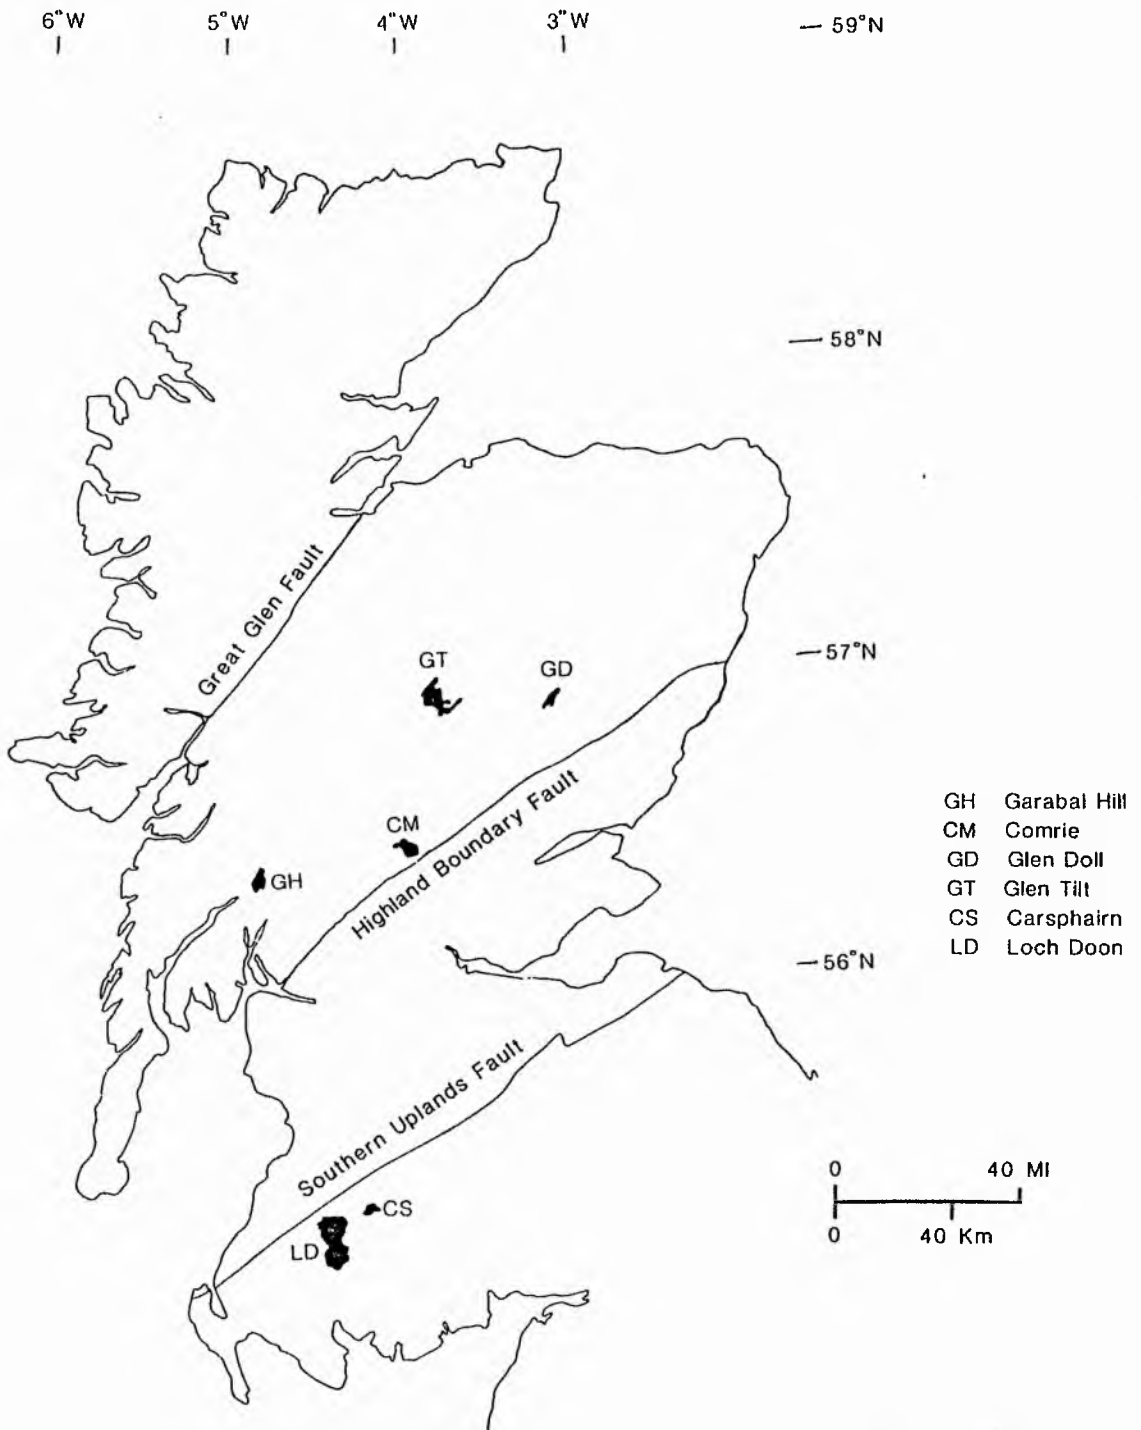 6°W 5°W 4°W 3°W
59°N
58°N
Great Glen Fault
57°N
GT
GD
CM
Highland Boundary Fault
GH
GH Garabal Hill
CM Comrie
GD Glen Doll
GT Glen Tilt
CS Carsphairn
LD Loch Doon
56°N
Southern Uplands Fault
CS
LD
0 40 MI
0 40 Km